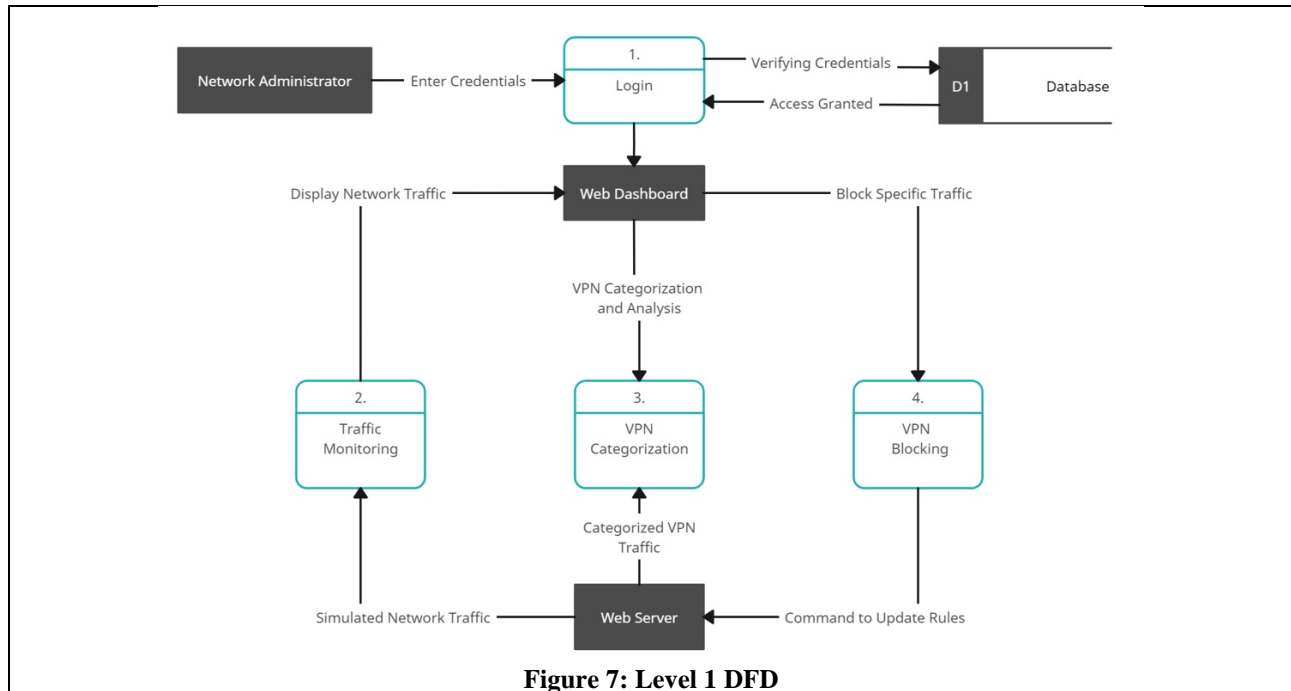 1.
Network Administrator
Enter Credentials
Login
Verifying Credentials
Access Granted
D1
Database
Display Network Traffic
Web Dashboard
Block Specific Traffic
VPN Categorization
and Analysis
2.
Traffic
Monitoring
3.
VPN
Categorization
4.
VPN
Blocking
Categorized VPN
Traffic
Simulated Network Traffic
Web Server
Command to Update Rules
Figure 7: Level 1 DFD